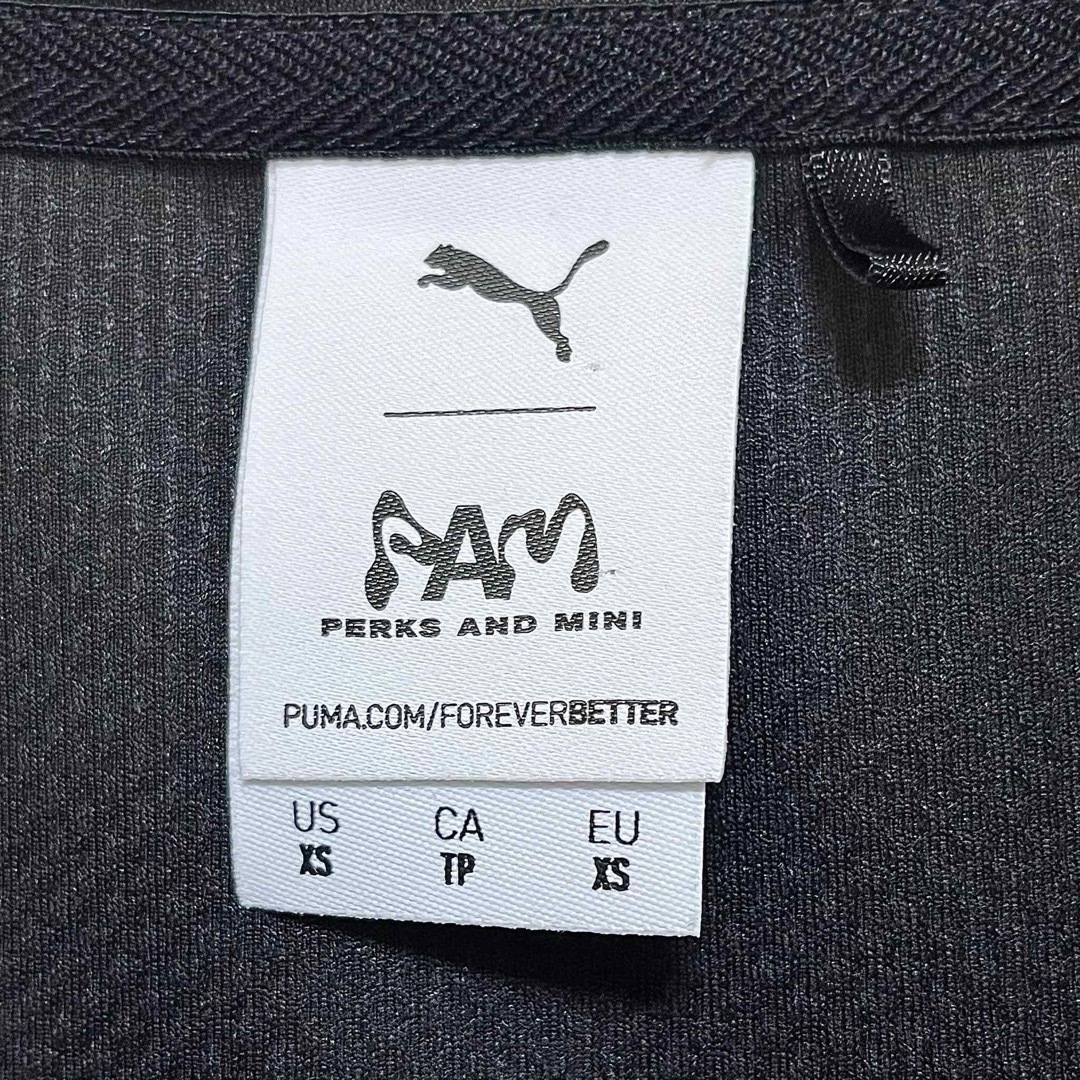 PAM
PERKS AND MINI
PUMA.COM/FOREVERBETTER
US CA EU
XS TP XS